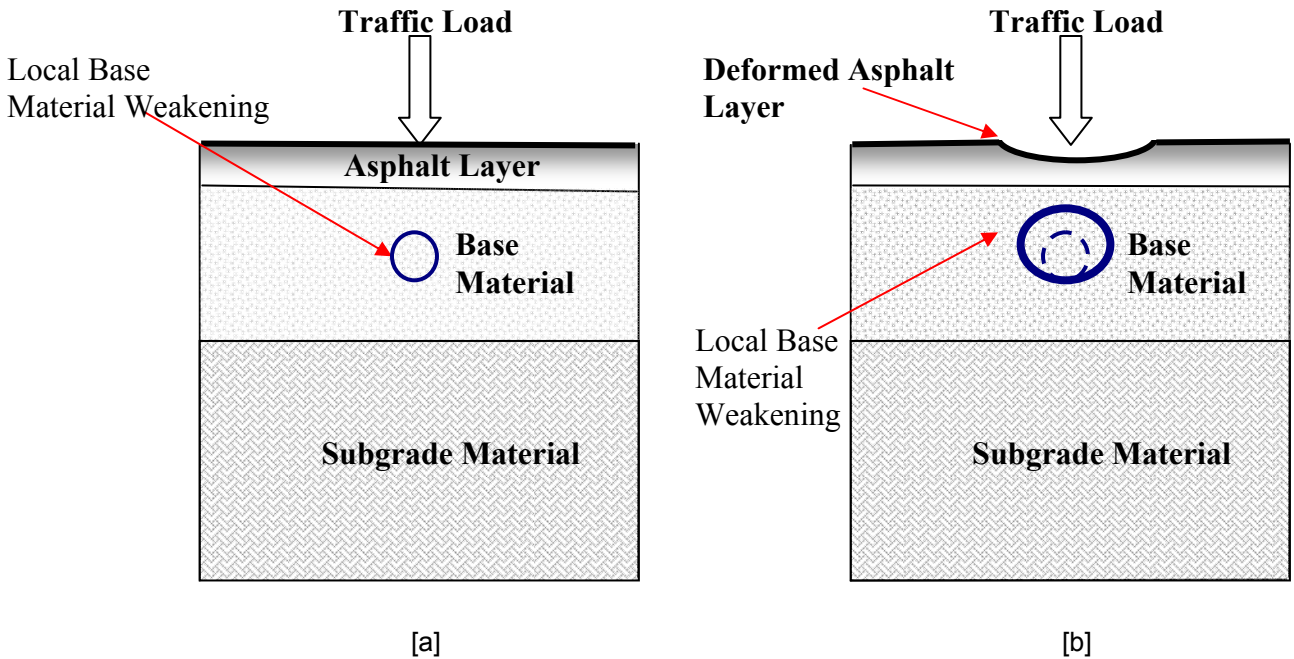 Traffic Load
Local Base
Material Weakening
Asphalt Layer
Base
Material
Subgrade Material
[a]
Traffic Load
Deformed Asphalt
Layer
Base
Material
Local Base
Material
Weakening
Subgrade Material
[b]